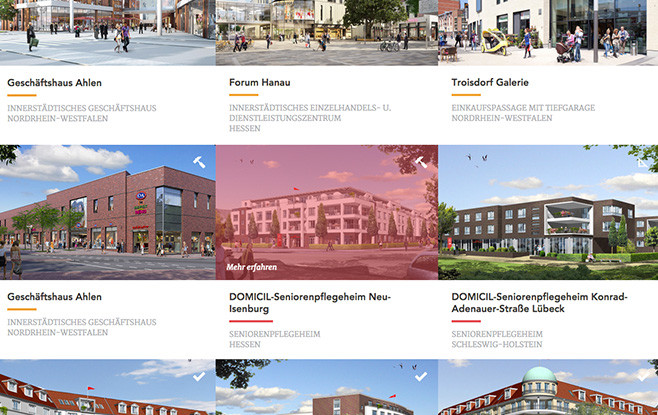 Geschäftshaus Ahlen
INNERSTÄDTISCHES GESCHÄFTSHAUS
NORDRHEIN-WESTFALEN
Forum Hanau
INNERSTÄDTISCHES EINZELHANDELS- U.
DIENSTLEISTUNGSZENTRUM
HESSEN
Troisdorf Galerie
EINKAUFSPASSAGE MIT TIEFGARAGE
NORDRHEIN-WESTFALEN
Mehr erfahren
Geschäftshaus Ahlen
INNERSTÄDTISCHES GESCHÄFTSHAUS
NORDRHEIN-WESTFALEN
DOMICIL-Seniorenpflegeheim Neu-
Isenburg
SENIORENPFLEGEHEIM
HESSEN
DOMICIL-Seniorenpflegeheim Konrad-
Adenauer-Straße Lübeck
SENIORENPFLEGEHEIM
SCHLESWIG-HOLSTEIN